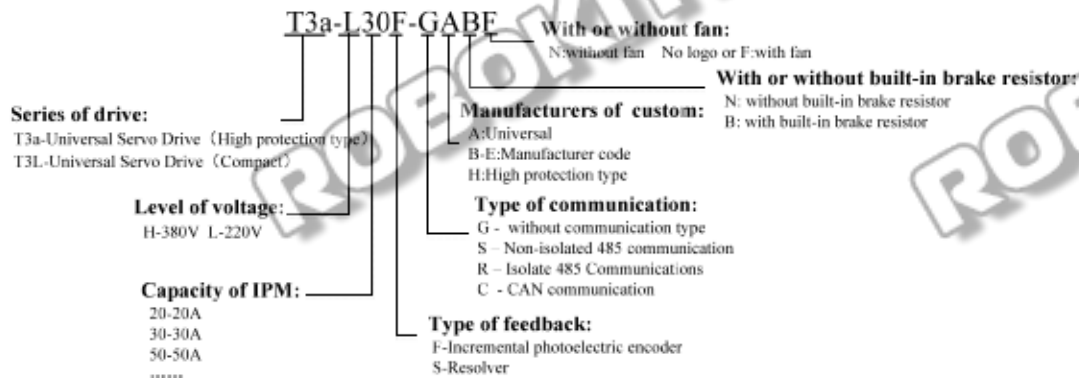 T3a-L30F-GABF
With or without fan:
N:without fan No logo or F:with fan
With or without built-in brake resistor:
N: without built-in brake resistor
B: with built-in brake resistor
Manufacturers of custom:
A:Universal
B-E:Manufacturer code
H:High protection type
Series of drive:
T3a-Universal Servo Drive（High protection type）
T3L-Universal Servo Drive（Compact）
Type of communication:
G - without communication type
S – Non-isolated 485 communication
R – Isolate 485 Communications
C - CAN communication
Level of voltage:
H-380V L-220V
Capacity of IPM:
20-20A
30-30A
50-50A
......
Type of feedback:
F-Incremental photoelectric encoder
S-Resolver